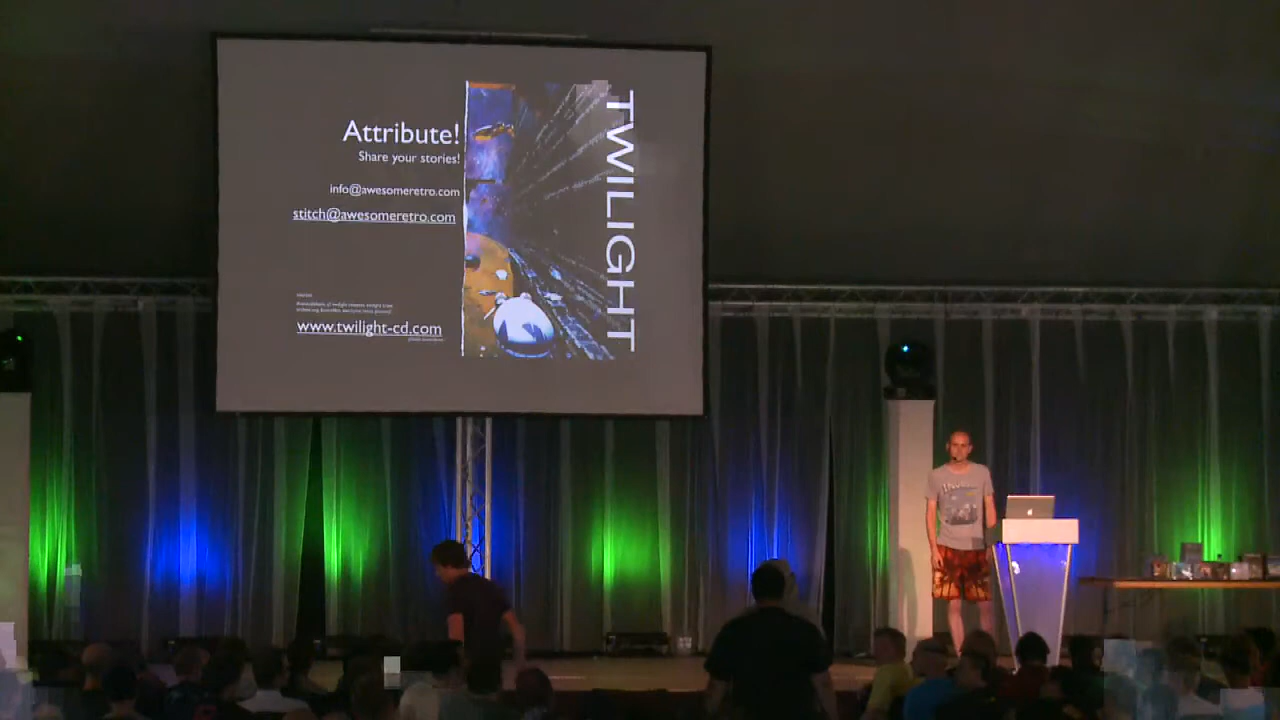 Attribute!
Share your stories!
info@awesomeretro.com
stitch@awesomeretro.com
www.twilight-cd.com
TWILIGHT